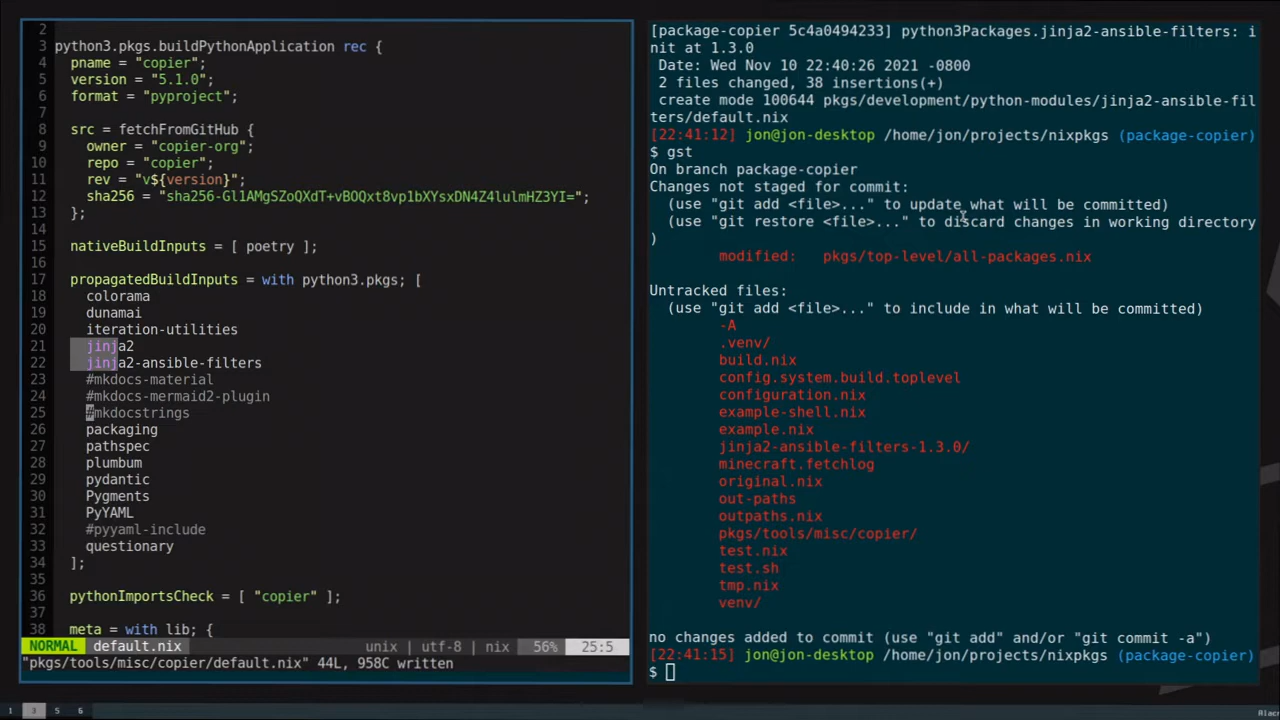 2
3 python3.pkgs.buildPythonApplication rec {
4 pname = "copier";
5 version = "5.1.0";
6 format = "pyproject";
7
8 src = fetchFromGitHub {
9 owner = "copier-org";
10 repo = "copier";
11 rev = "v${version}";
12 sha256 = "sha256-Gl1AMgSZoQXdT+vBOQxt8vp1bXYsxDN4Z4lulmHZ3YI=";
13 };
14
15 nativeBuildInputs = [ poetry ];
16
17 propagatedBuildInputs = with python3.pkgs; [
18 colorama
19 dunamai
20 iteration-utilities
21 jinja2
22 jinja2-ansible-filters
23 #mkdocs-material
24 #mkdocs-mermaid2-plugin
25 #mkdocstrings
26 packaging
27 pathspec
28 plumbum
29 pydantic
30 Pygments
31 PyYAML
32 #pyyaml-include
33 questionary
34 ];
35
36 pythonImportsCheck = [ "copier" ];
37
38 meta = with lib; {
NORMAL default.nix unix | utf-8 | nix 56% 25:5
"pkgs/tools/misc/copier/default.nix" 44L, 958C written
[package-copier 5c4a0494233] python3Packages.jinja2-ansible-filters: i
nit at 1.3.0
Date: Wed Nov 10 22:40:26 2021 -0800
2 files changed, 38 insertions(+)
create mode 100644 pkgs/development/python-modules/jinja2-ansible-fil
ters/default.nix
[22:41:12] jon@jon-desktop /home/jon/projects/nixpkgs (package-copier)
$ gst
On branch package-copier
Changes not staged for commit:
(use "git add <file>..." to update what will be committed)
(use "git restore <file>..." to discard changes in working directory
)
modified: pkgs/top-level/all-packages.nix
Untracked files:
(use "git add <file>..." to include in what will be committed)
-A
.venv/
build.nix
config.system.build.toplevel
configuration.nix
example-shell.nix
example.nix
jinja2-ansible-filters-1.3.0/
minecraft.fetchlog
original.nix
out-paths
outpaths.nix
pkgs/tools/misc/copier/
test.nix
test.sh
tmp.nix
venv/
no changes added to commit (use "git add" and/or "git commit -a")
[22:41:15] jon@jon-desktop /home/jon/projects/nixpkgs (package-copier)
$
1 3 5 6